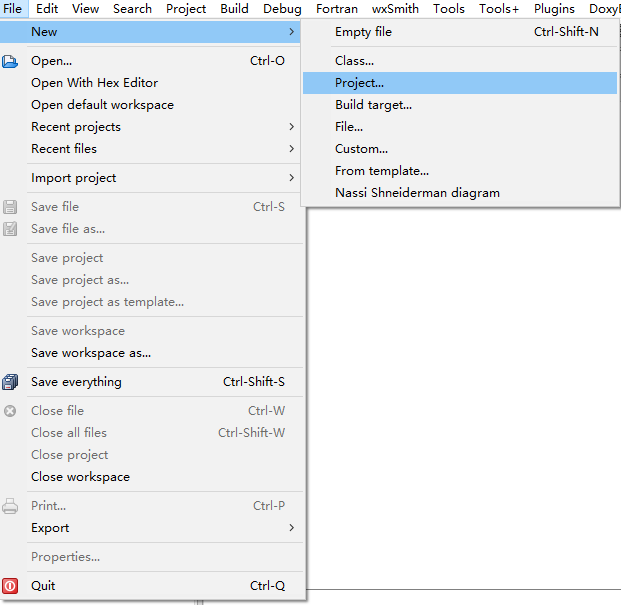 File Edit View Search Project Build Debug Fortran wxSmith Tools Tools+ Plugins
New
Empty file Ctrl-Shift-N
Class...
Open... Ctrl-O
Project...
Open With Hex Editor
Build target...
Open default workspace
File...
Recent projects
Custom...
Recent files
From template...
Import project
Nassi Shneiderman diagram
Save file Ctrl-S
Save file as...
Save project
Save project as...
Save project as template...
Save workspace
Save workspace as...
Save everything Ctrl-Shift-S
Close file Ctrl-W
Close all files Ctrl-Shift-W
Close project
Close workspace
Print... Ctrl-P
Export
Properties...
Quit Ctrl-Q